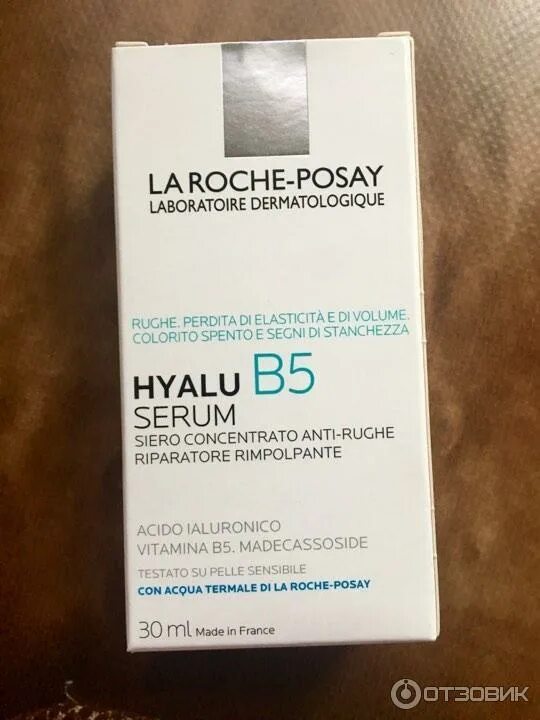 LA ROCHE-POSAY
LABORATOIRE DERMATOLOGIQUE
RUGHE. PERDITA DI ELASTICITÀ E DI VOLUME.
COLORITO SPENTO E SEGNI DI STANCHEZZA
HYALU B5
SERUM
SIERO CONCENTRATO ANTI-RUGHE
RIPARATORE RIMPOLPANTE
ACIDO IALURONICO
VITAMINA B5. MADECASSOSIDE
TESTATO SU PELLE SENSIBILE
CON ACQUA TERMALE DI LA ROCHE-POSAY
30 ml Made in France
ОТЗОВИК